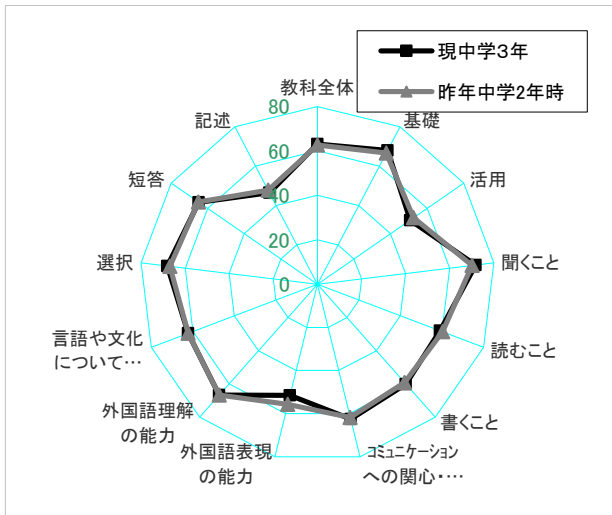 現中学３年
昨年中学2年時
教科全体
基礎
活用
聞くこと
読むこと
書くこと
ｺﾐｭﾆｹｰｼｮﾝ
への関心・…
外国語表現
の能力
外国語理解
の能力
言語や文化
について…
選択
短答
記述
80
60
40
20
0